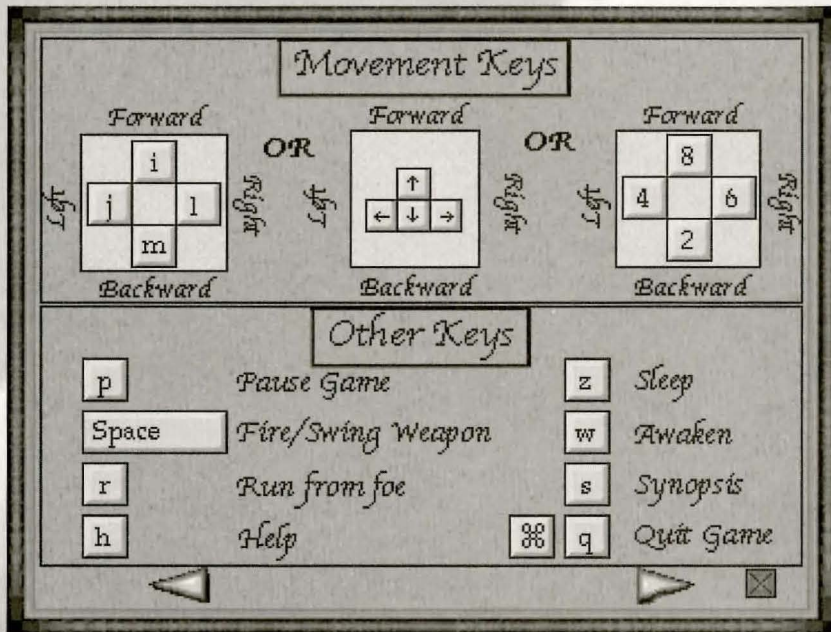 Movement Keys
Forward
OR
Forward
OR
Forward
i
8
Left
j
l
Right
Left
↑
← ↓ →
Right
Left
4
6
Right
m
2
Backward
Backward
Backward
Other Keys
p Pause Game
z Sleep
Space Fire/Swing Weapon
w Awaken
r Run from foe
s Synopsis
h Help
⌘ q Quit Game